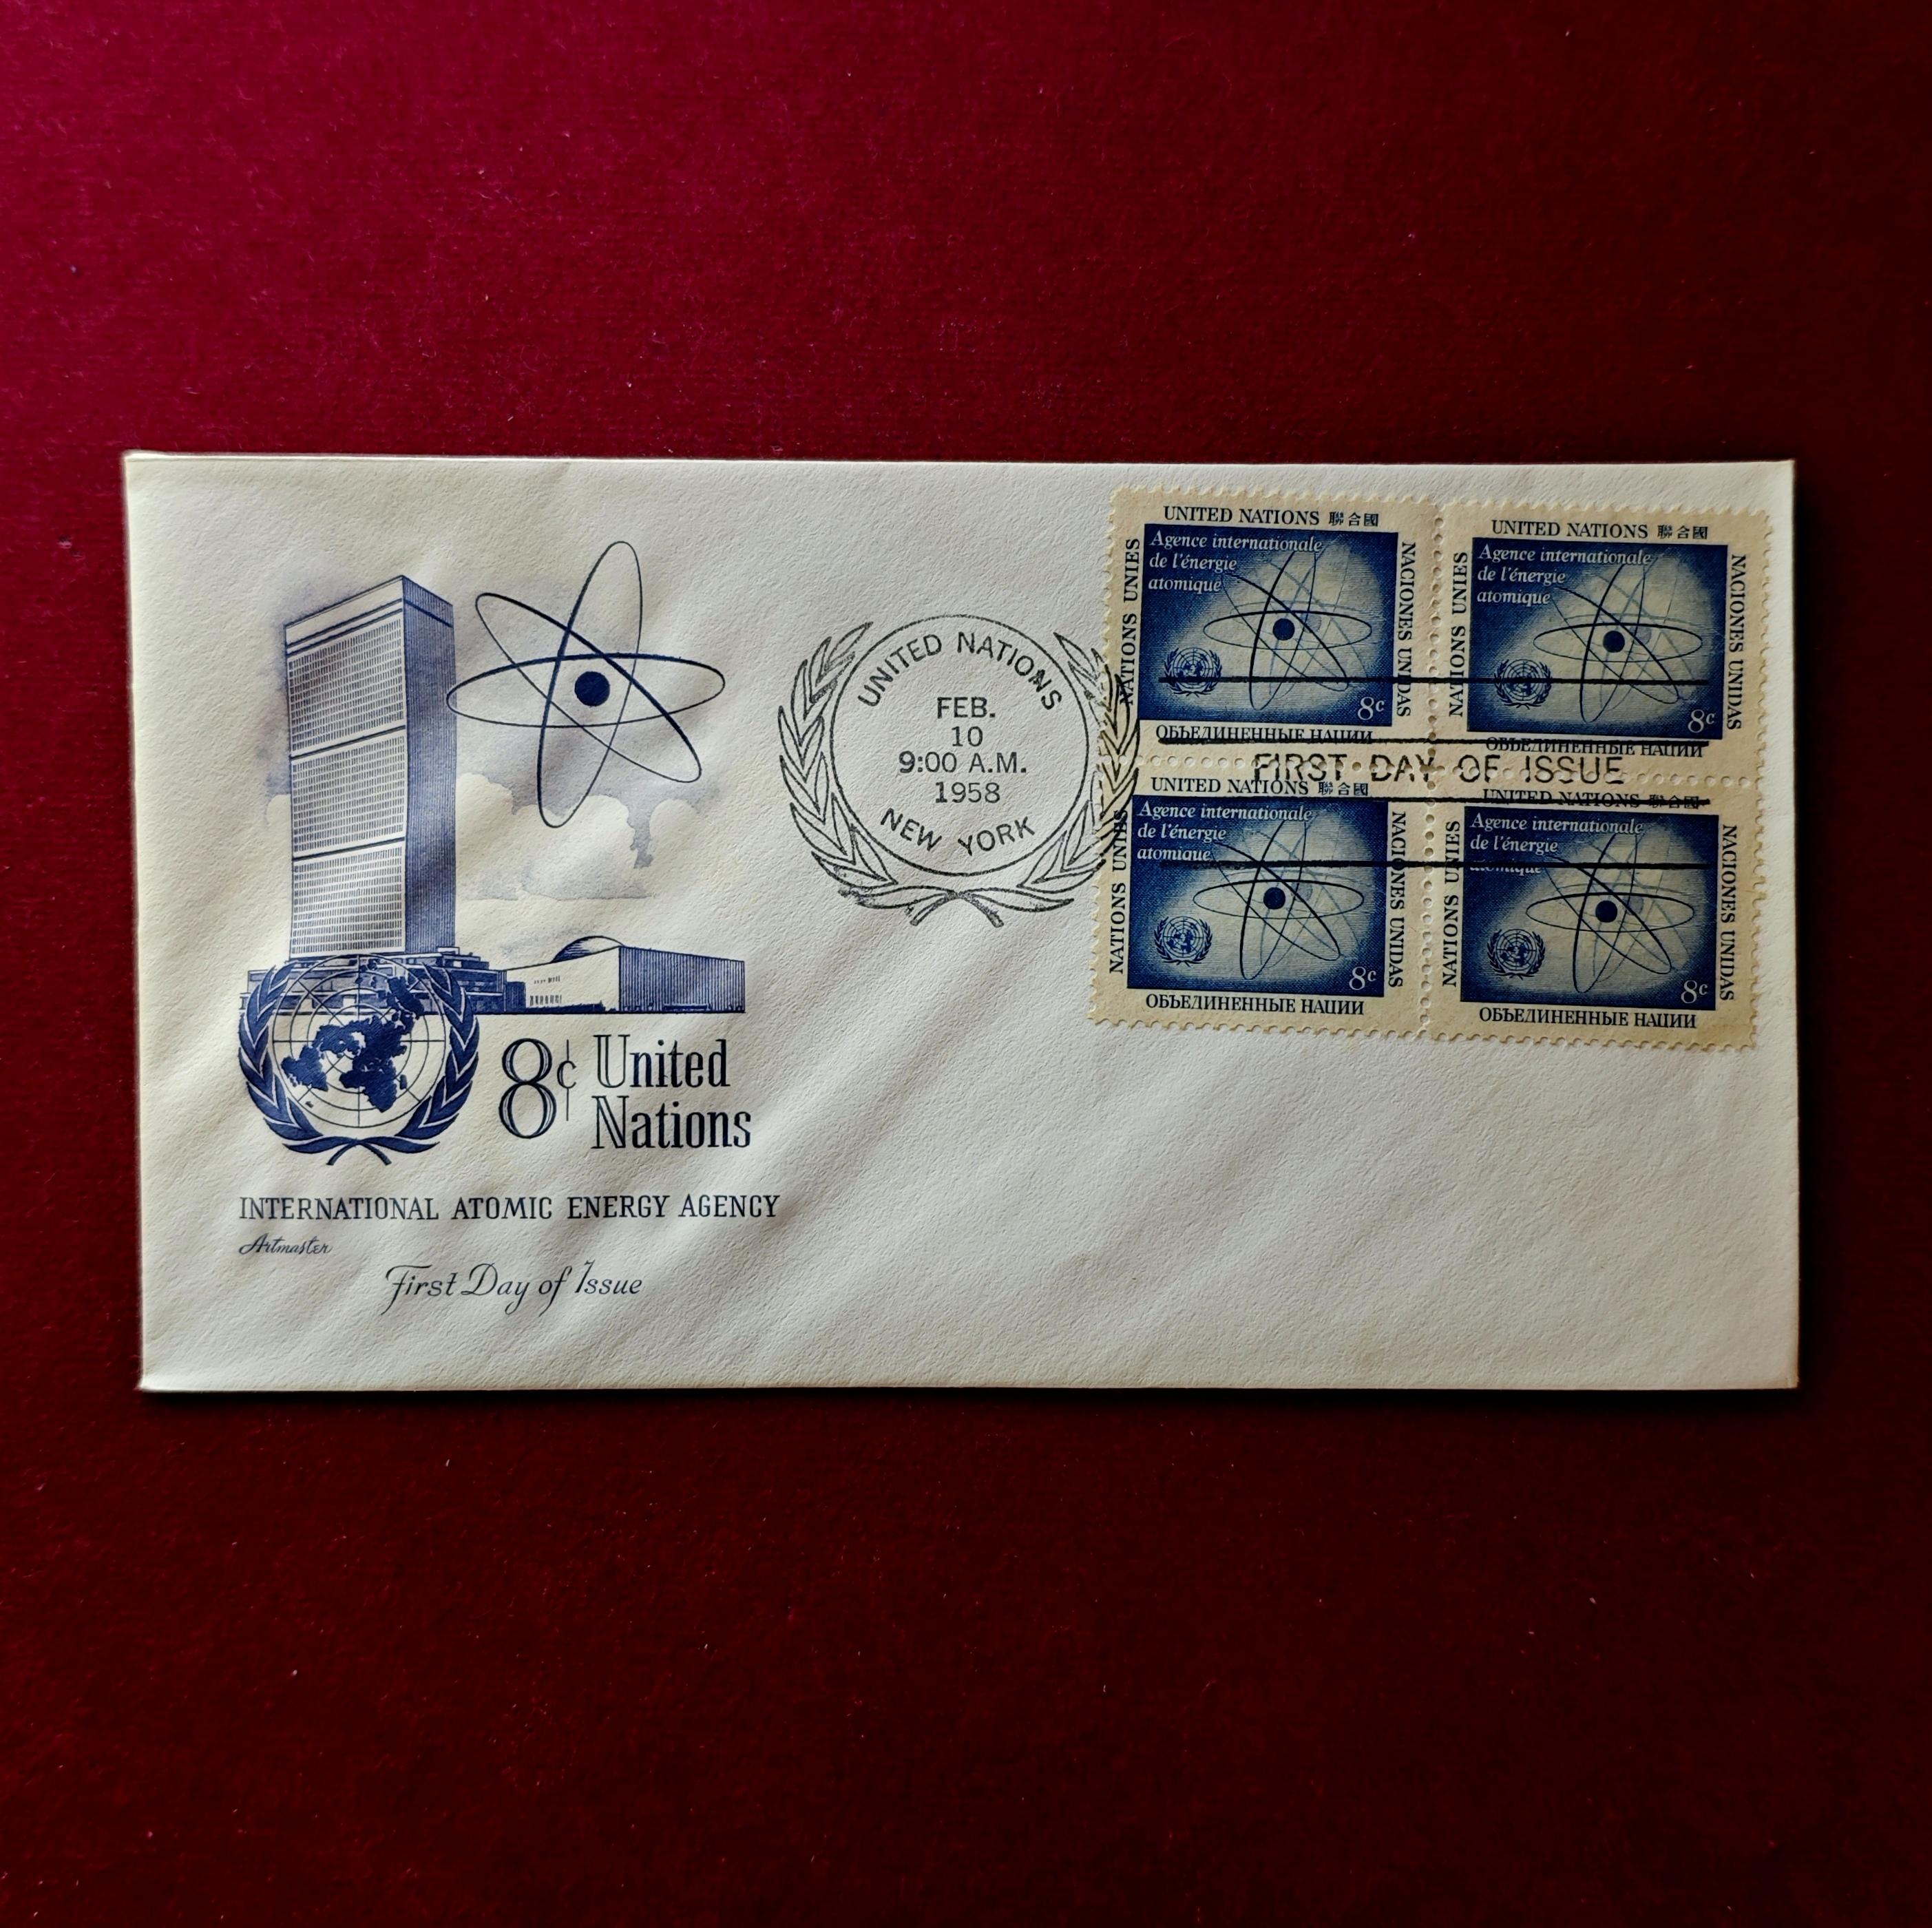 UNITED NATIONS
FEB.
10
9:00 A.M.
1958
NEW YORK
8¢ United
Nations
INTERNATIONAL ATOMIC ENERGY AGENCY
Artmaster
First Day of Issue
UNITED NATIONS 聯合國
NATIONS UNIES
Agence internationale
de l'énergie
atomique
NACIONES UNIDAS
8c
ОБЪЕДИНЕННЫЕ НАЦИИ
UNITED NATIONS 聯合國
NATIONS UNIES
Agence internationale
de l'énergie
atomique
NACIONES UNIDAS
8c
ОБЪЕДИНЕННЫЕ НАЦИИ
FIRST DAY OF ISSUE
UNITED NATIONS 聯合國
NATIONS UNIES
Agence internationale
de l'énergie
atomique
NACIONES UNIDAS
8c
ОБЪЕДИНЕННЫЕ НАЦИИ
UNITED NATIONS 聯合國
NATIONS UNIES
Agence internationale
de l'énergie
atomique
NACIONES UNIDAS
8c
ОБЪЕДИНЕННЫЕ НАЦИИ